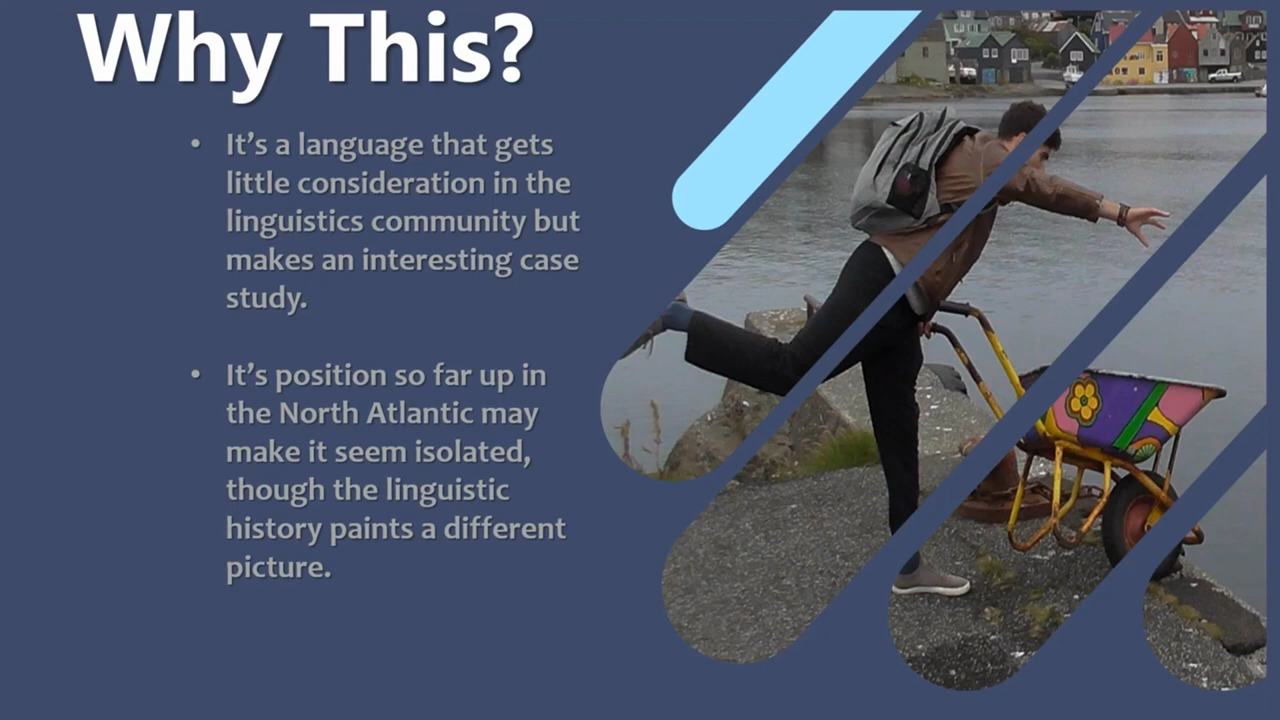 Why This?
• It’s a language that gets
little consideration in the
linguistics community but
makes an interesting case
study.
• It’s position so far up in
the North Atlantic may
make it seem isolated,
though the linguistic
history paints a different
picture.